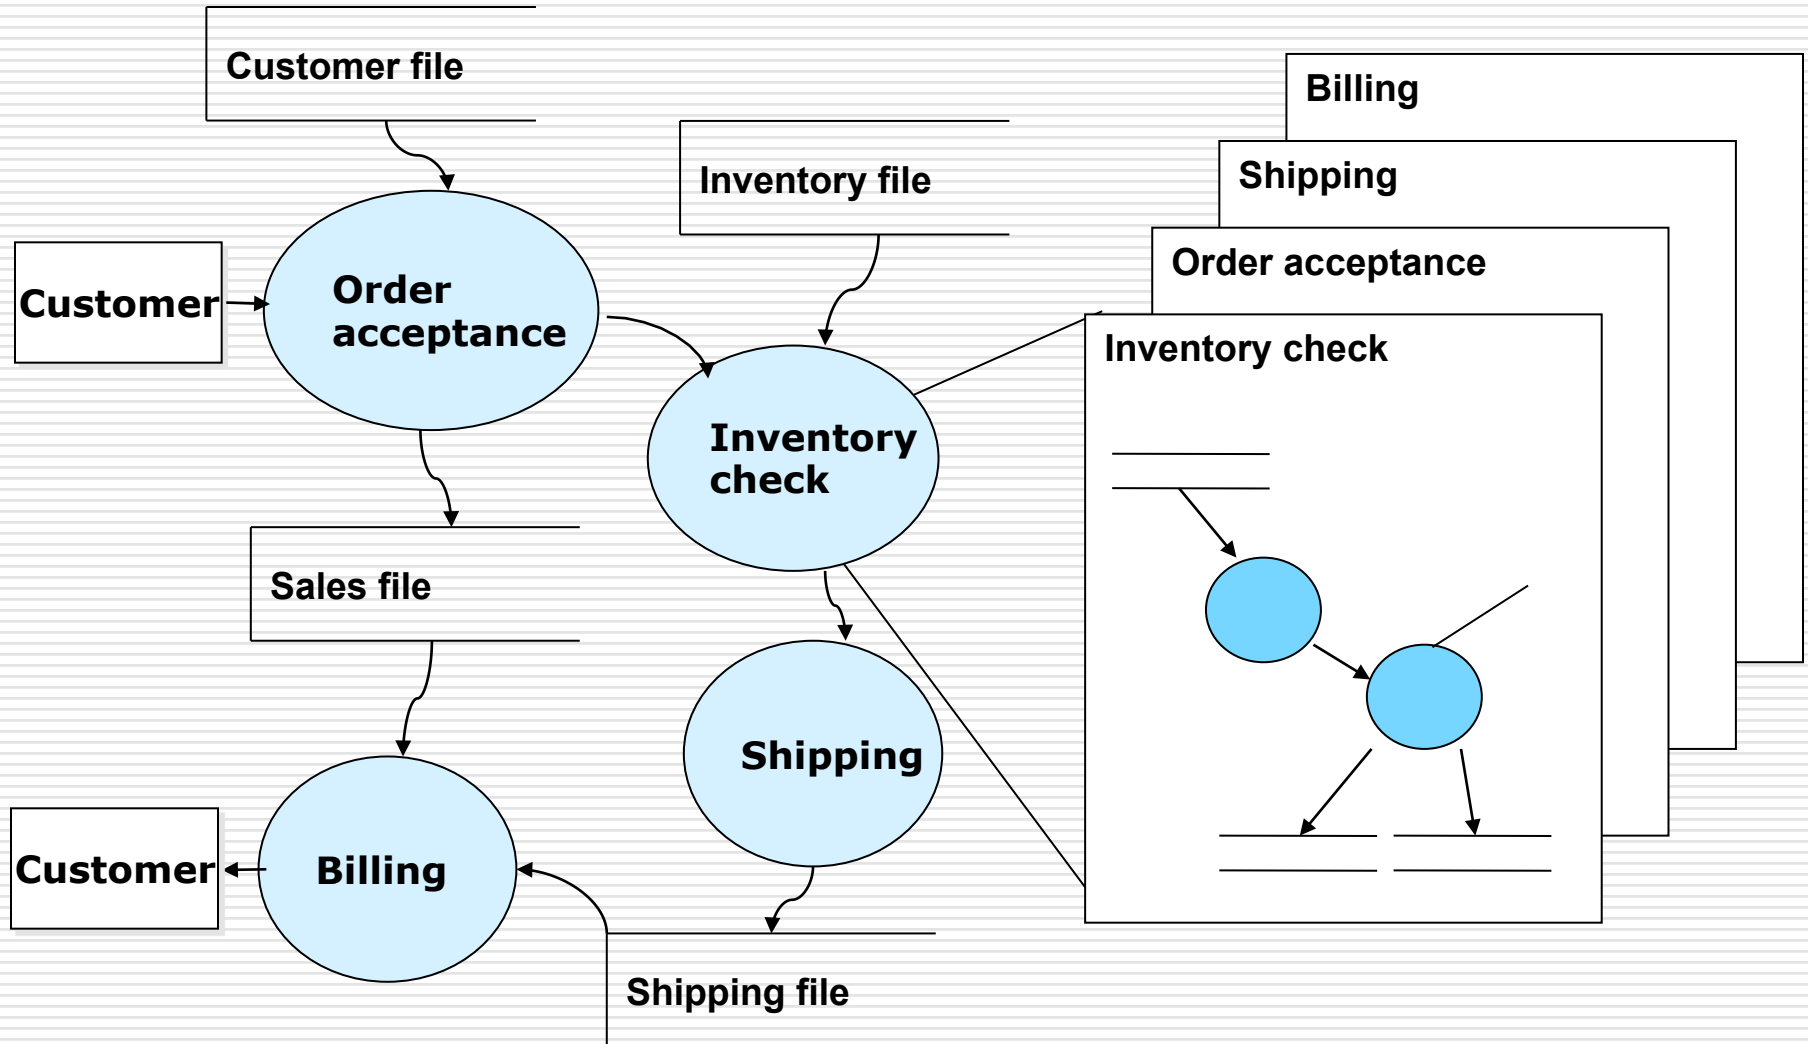 Customer file
Billing
Inventory file
Shipping
Order acceptance
Customer
Order
acceptance
Inventory check
Inventory
check
Sales file
Shipping
Customer
Billing
Shipping file